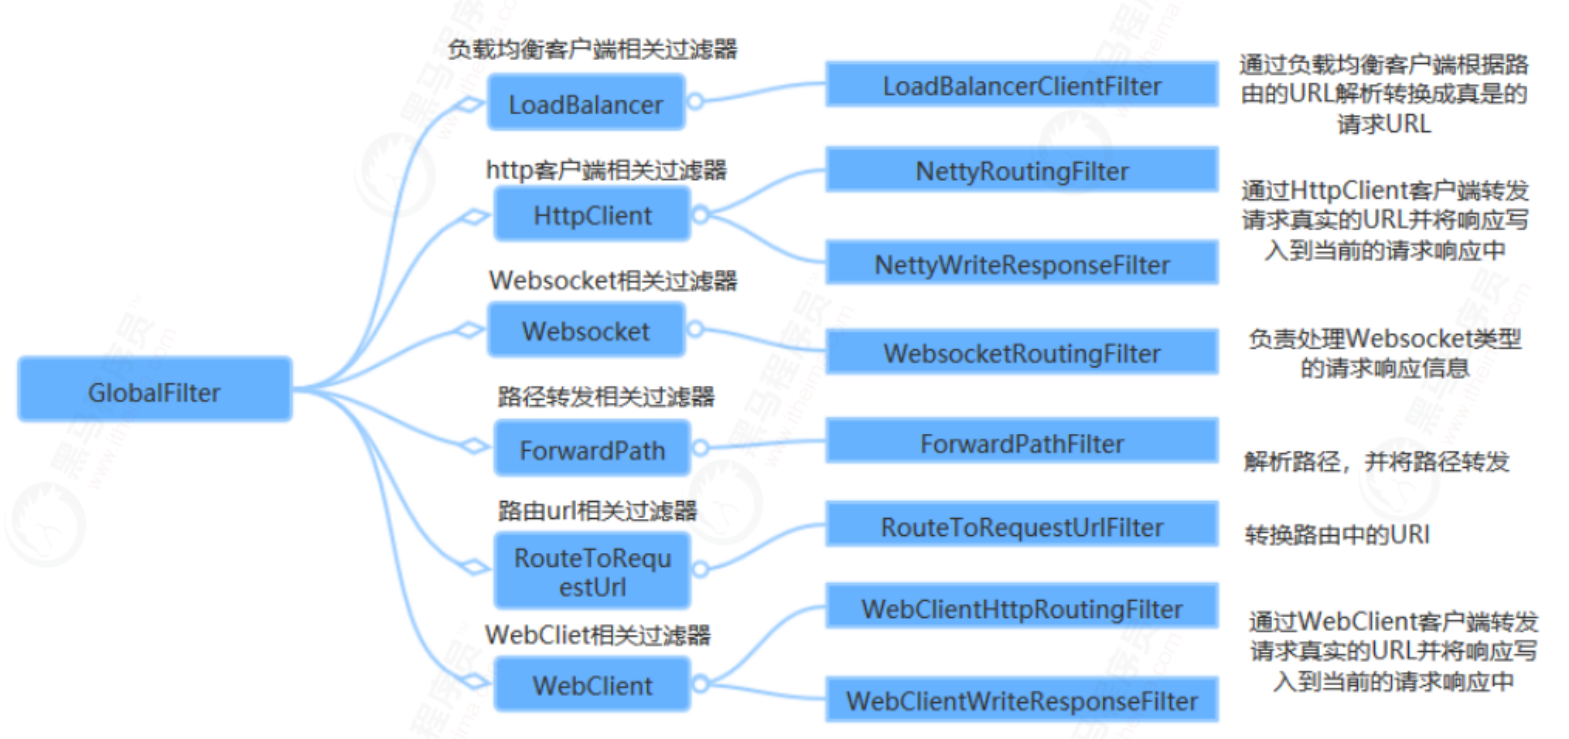 负载均衡客户端相关过滤器
LoadBalancer
LoadBalancerClientFilter
通过负载均衡客户端根据路
由的URL解析转换成真是的
请求URL
http客户端相关过滤器
HttpClient
NettyRoutingFilter
NettyWriteResponseFilter
通过HttpClient客户端转发
请求真实的URL并将响应写
入到当前的请求响应中
Websocket相关过滤器
Websocket
WebsocketRoutingFilter
负责处理Websocket类型
的请求响应信息
GlobalFilter
路径转发相关过滤器
ForwardPath
ForwardPathFilter
解析路径，并将路径转发
路由url相关过滤器
RouteToRequ
estUrl
RouteToRequestUrlFilter
转换路由中的URI
WebCliet相关过滤器
WebClient
WebClientHttpRoutingFilter
WebClientWriteResponseFilter
通过WebClient客户端转发
请求真实的URL并将响应写
入到当前的请求响应中
黑马程序员
www.itheima.com